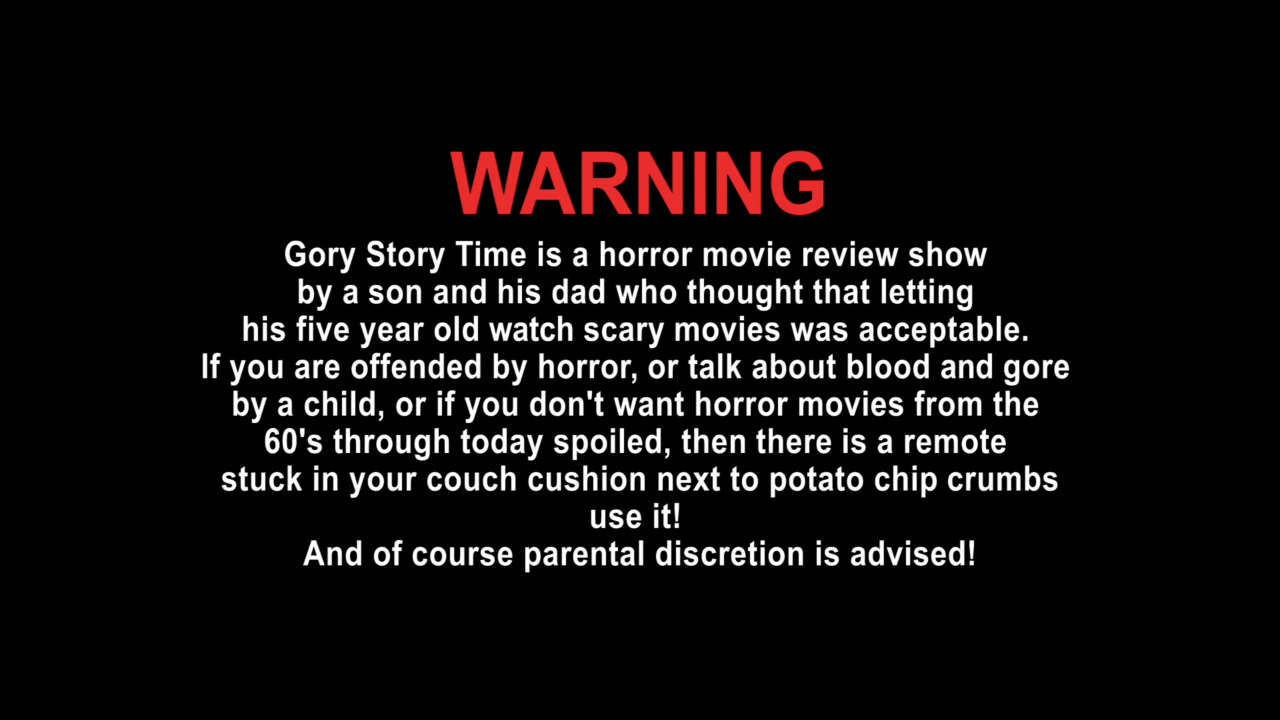 WARNING
Gory Story Time is a horror movie review show
by a son and his dad who thought that letting
his five year old watch scary movies was acceptable.
If you are offended by horror, or talk about blood and gore
by a child, or if you don't want horror movies from the
60's through today spoiled, then there is a remote
stuck in your couch cushion next to potato chip crumbs
use it!
And of course parental discretion is advised!